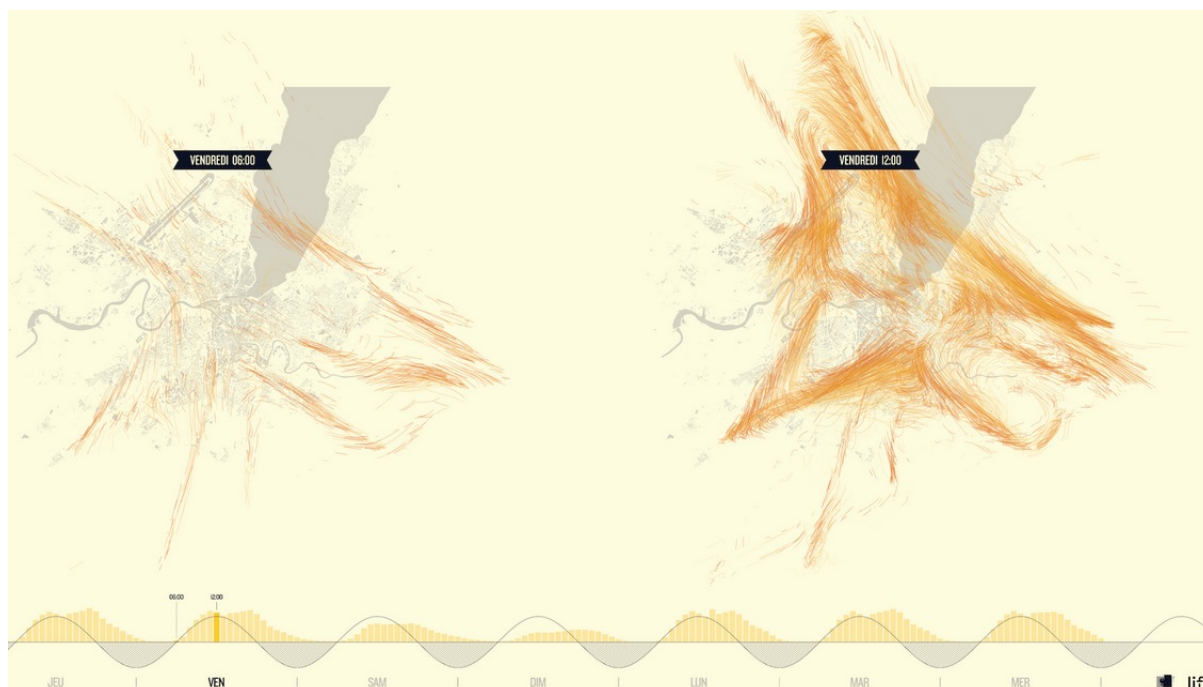 VENDREDI 06:00
VENDREDI 12:00
06:00
12:00
JEU
VEN
SAM
DIM
LUN
MAR
MER